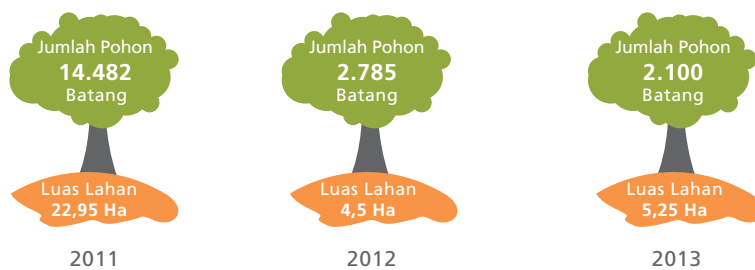 Jumlah Pohon
14.482
Batang
Luas Lahan
22,95 Ha
2011
Jumlah Pohon
2.785
Batang
Luas Lahan
4,5 Ha
2012
Jumlah Pohon
2.100
Batang
Luas Lahan
5,25 Ha
2013